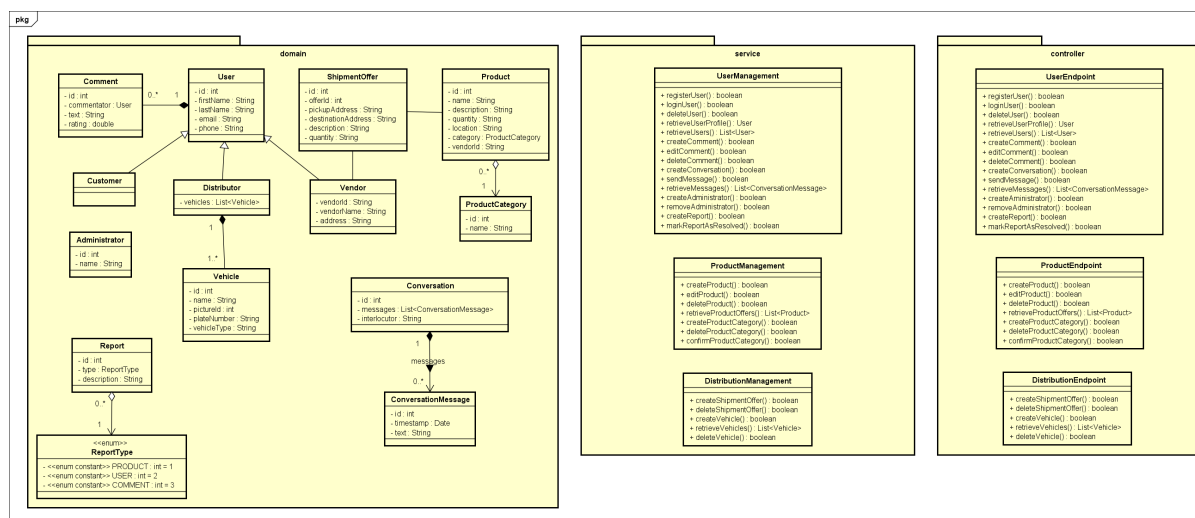 pkg
domain
Comment
- id : int
- commentator : User
- text : String
- rating : double
0..*
1
User
- id : int
- firstName : String
- lastName : String
- email : String
- phone : String
ShipmentOffer
- id : int
- offerId : int
- pickupAddress : String
- destinationAddress : String
- description : String
- quantity : String
Product
- id : int
- name : String
- description : String
- quantity : String
- location : String
- category : ProductCategory
- vendorId : String
0..*
1
Customer
Distributor
- vehicles : List<Vehicle>
1
1..*
Vendor
- vendorId : String
- vendorName : String
- address : String
ProductCategory
- id : int
- name : String
Administrator
- id : int
- name : String
Vehicle
- id : int
- name : String
- pictureId : int
- plateNumber : String
- vehicleType : String
Conversation
- id : int
- messages : List<ConversationMessage>
- interlocutor : String
1
messages
0..*
ConversationMessage
- id : int
- timestamp : Date
- text : String
Report
- id : int
- type : ReportType
- description : String
0..*
1
<<enum>>
ReportType
- <<enum constant>> PRODUCT : int = 1
- <<enum constant>> USER : int = 2
- <<enum constant>> COMMENT : int = 3
service
UserManagement
+ registerUser() : boolean
+ loginUser() : boolean
+ deleteUser() : boolean
+ retrieveUserProfile() : User
+ retrieveUsers() : List<User>
+ createComment() : boolean
+ editComment() : boolean
+ deleteComment() : boolean
+ createConversation() : boolean
+ sendMessage() : boolean
+ retrieveMessages() : List<ConversationMessage>
+ createAdministrator() : boolean
+ removeAdministrator() : boolean
+ createReport() : boolean
+ markReportAsResolved() : boolean
ProductManagement
+ createProduct() : boolean
+ editProduct() : boolean
+ deleteProduct() : boolean
+ retrieveProductOffers() : List<Product>
+ createProductCategory() : boolean
+ deleteProductCategory() : boolean
+ confirmProductCategory() : boolean
DistributionManagement
+ createShipmentOffer() : boolean
+ deleteShipmentOffer() : boolean
+ createVehicle() : boolean
+ retrieveVehicles() : List<Vehicle>
+ deleteVehicle() : boolean
controller
UserEndpoint
+ registerUser() : boolean
+ loginUser() : boolean
+ deleteUser() : boolean
+ retrieveUserProfile() : User
+ retrieveUsers() : List<User>
+ createComment() : boolean
+ editComment() : boolean
+ deleteComment() : boolean
+ createConversation() : boolean
+ sendMessage() : boolean
+ retrieveMessages() : List<ConversationMessage>
+ createAministrator() : boolean
+ removeAdministrator() : boolean
+ createReport() : boolean
+ markReportAsResolved() : boolean
ProductEndpoint
+ createProduct() : boolean
+ editProduct() : boolean
+ deleteProduct() : boolean
+ retrieveProductOffers() : List<Product>
+ createProductCategory() : boolean
+ deleteProductCategory() : boolean
+ confirmProductCategory() : boolean
DistributionEndpoint
+ createShipmentOffer() : boolean
+ deleteShipmentOffer() : boolean
+ createVehicle() : boolean
+ retrieveVehicles() : List<Vehicle>
+ deleteVehicle() : boolean